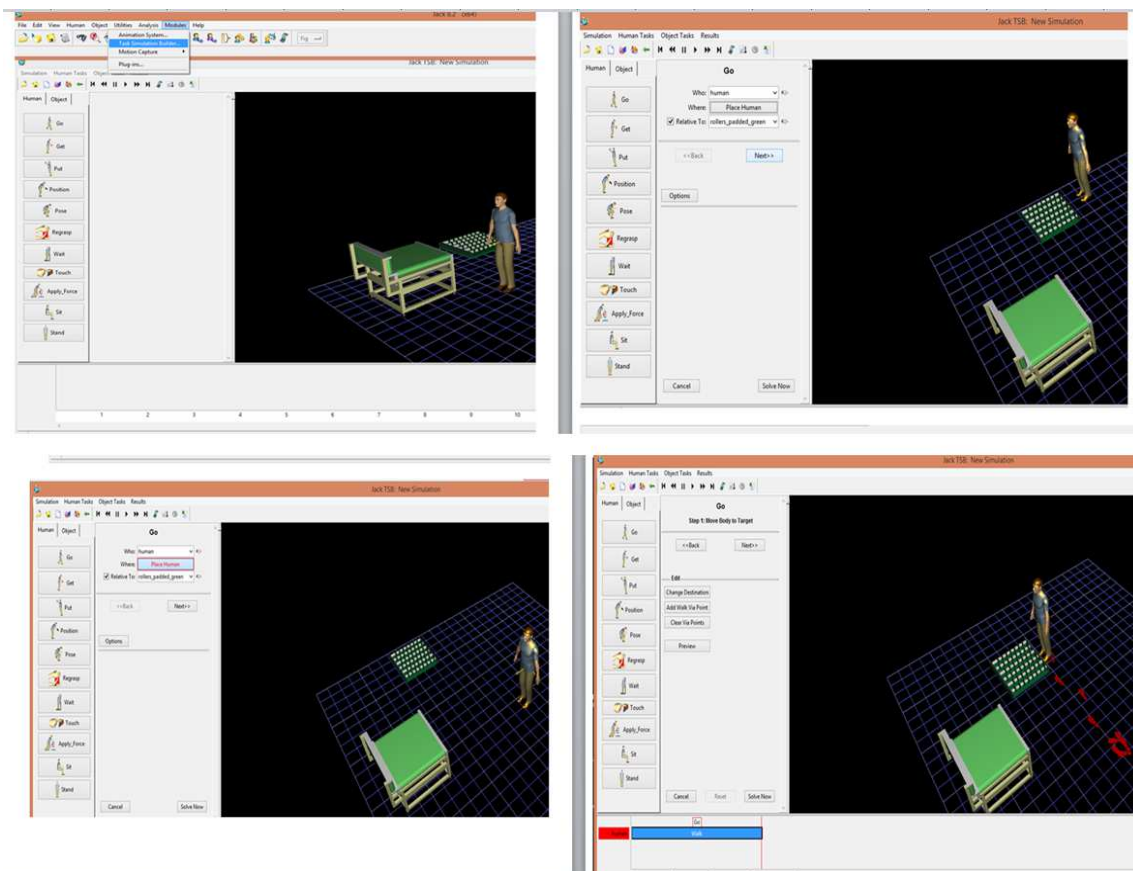 Jack 8.2 (x64)
File Edit View Human Object Utilities Analysis Modules Help
Animation System...
Task Simulation Builder...
Motion Capture
Plug-ins...
Fig
Jack TSB: New Simulation
Simulation Human Tasks Object Tasks
Human Object
Go
Get
Put
Position
Pose
Regrasp
Wait
Touch
Apply_Force
Sit
Stand
1 2 3 4 5 6 7 8 9 10
Jack TSB: New Simulation
Simulation Human Tasks Object Tasks Results
Human Object
Go
Who: human
Where: Place Human
Relative To: rollers_padded_green
<<Back Next>>
Options
Go
Get
Put
Position
Pose
Regrasp
Wait
Touch
Apply_Force
Sit
Stand
Cancel Solve Now
Jack TSB: New Simulation
Simulation Human Tasks Object Tasks Results
Human Object
Go
Who: human
Where: Place Human
Relative To: rollers_padded_green
<<Back Next>>
Options
Go
Get
Put
Position
Pose
Regrasp
Wait
Touch
Apply_Force
Sit
Stand
Cancel Solve Now
Jack TSB: New Simulation
Simulation Human Tasks Object Tasks Results
Human Object
Go
Step 1: Move Body to Target
<<Back Next>>
Edit
Change Destination
Add Walk Via Point
Clear Via Points
Preview
Go
Get
Put
Position
Pose
Regrasp
Wait
Touch
Apply_Force
Sit
Stand
Cancel Reset Solve Now
Go
Walk